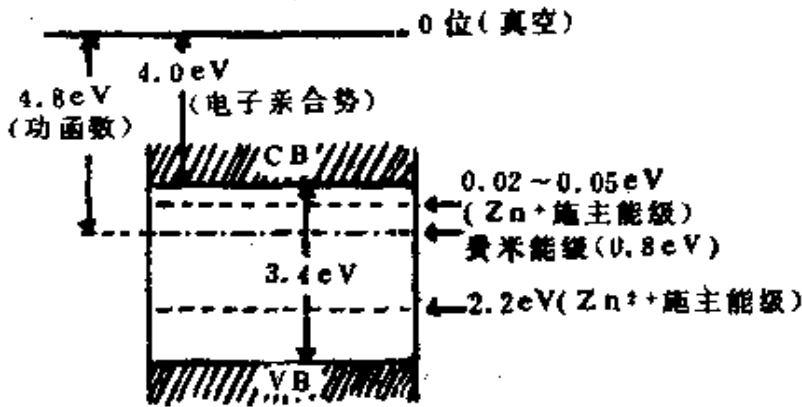 0位(真空)
4.0eV
(电子亲合势)
4.8eV
(功函数)
CB
0.02~0.05eV
(Zn⁺施主能级)
费米能级(0.8eV)
3.4eV
2.2eV(Zn²⁺施主能级)
VB